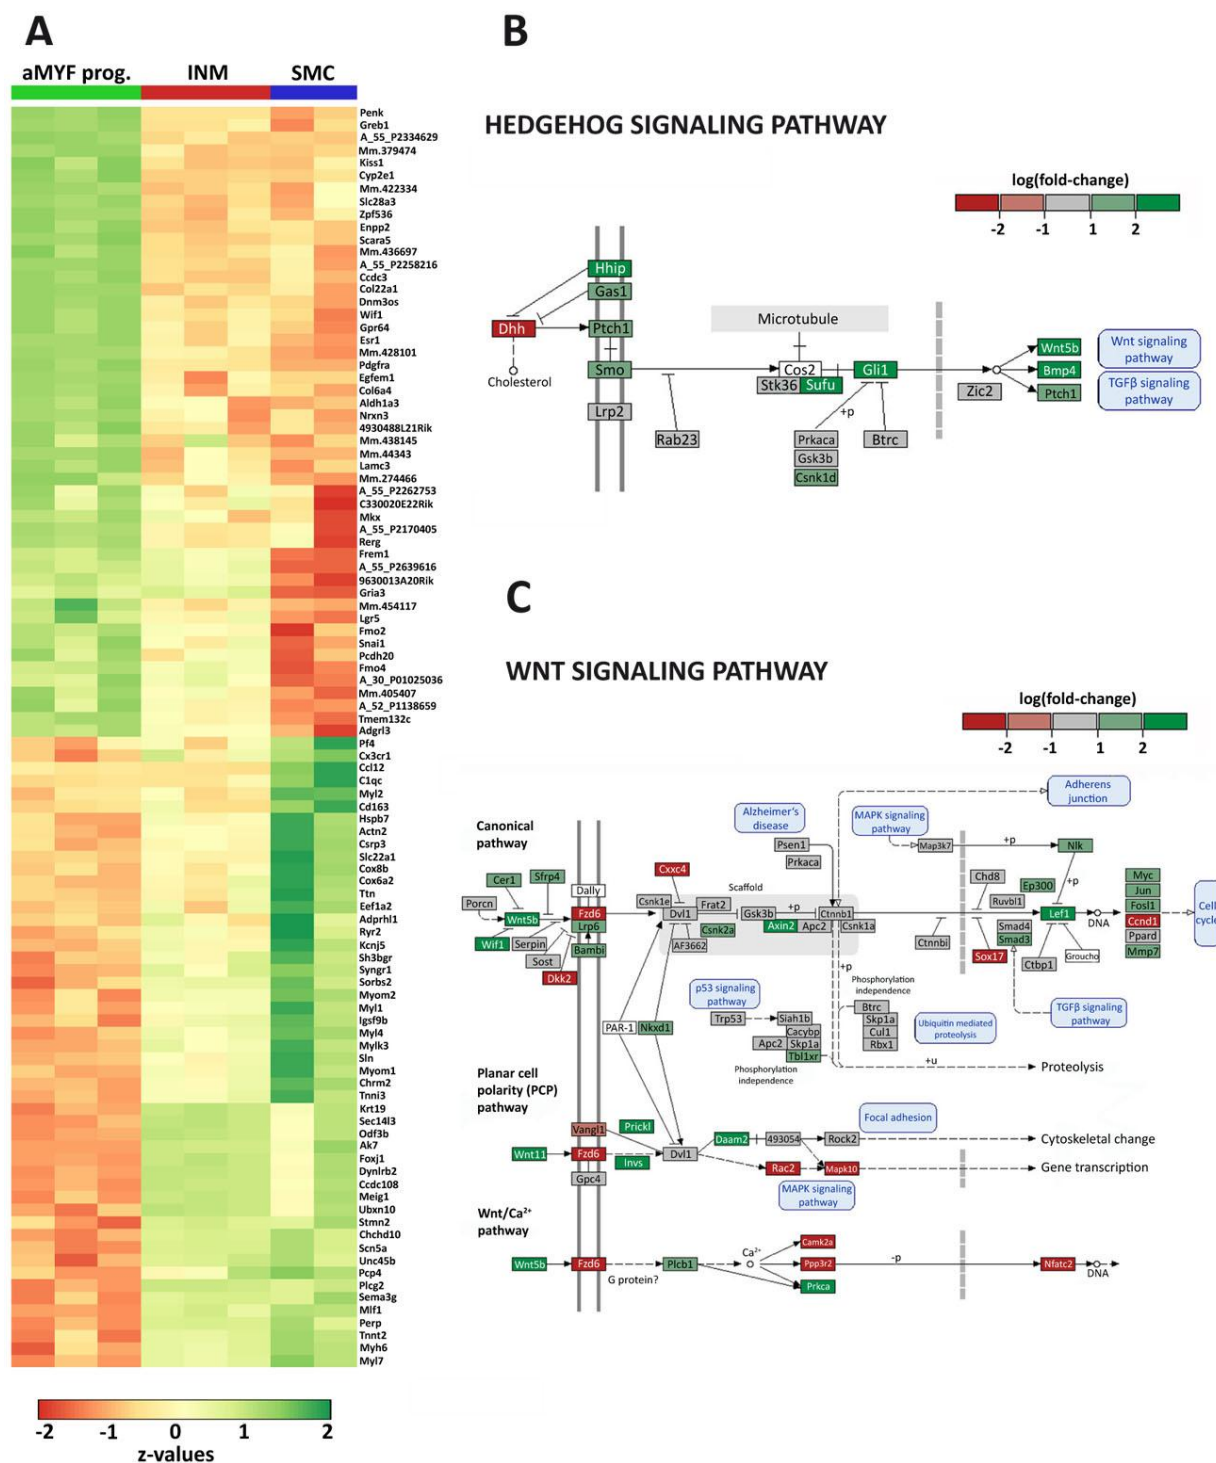 A
aMYF prog. INM SMC
Penk
Greb1
A_55_P2334629
Mm.379474
Kiss1
Cyp2e1
Mm.422334
Slc28a3
Zpf536
Enpp2
Scara5
Mm.436697
A_55_P2258216
Ccdc3
Col22a1
Dnm3os
Wif1
Gpr64
Esr1
Mm.428101
Pdgfra
Egfem1
Col6a4
Aldh1a3
Nrxn3
4930488L21Rik
Mm.438145
Mm.44343
Lamc3
Mm.274466
A_55_P2262753
C330020E22Rik
Mkx
A_55_P2170405
Rerg
Frem1
A_55_P2639616
9630013A20Rik
Gria3
Mm.454117
Lgr5
Fmo2
Snai1
Pcdh20
Fmo4
A_30_P01025036
Mm.405407
A_52_P1138659
Tmem132c
Adgrl3
Pf4
Cx3cr1
Ccl12
C1qc
Myl2
Cd163
Hspb7
Actn2
Csrp3
Slc22a1
Cox8b
Cox6a2
Ttn
Eef1a2
Adprhl1
Ryr2
Kcnj5
Sh3bgr
Syngr1
Sorbs2
Myom2
Myl1
Igsf9b
Myl4
Mylk3
Sln
Myom1
Chrm2
Tnni3
Krt19
Sec14l3
Odf3b
Ak7
Foxj1
Dynlrb2
Ccdc108
Meig1
Ubxn10
Stmn2
Chchd10
Scn5a
Unc45b
Pcp4
Plcg2
Sema3g
Mlf1
Perp
Tnnt2
Myh6
Myl7
-2 -1 0 1 2
z-values
B
HEDGEHOG SIGNALING PATHWAY
log(fold-change)
-2 -1 1 2
Hhip
Gas1
Dhh
Ptch1
Cholesterol
Smo
Lrp2
Rab23
Microtubule
Cos2
Stk36
Sufu
Gli1
+p
Prkaca
Gsk3b
Csnk1d
Btrc
Zic2
Wnt5b
Bmp4
Ptch1
Wnt signaling
pathway
TGFβ signaling
pathway
C
WNT SIGNALING PATHWAY
log(fold-change)
-2 -1 1 2
Canonical
pathway
Porcn
Cer1
Sfrp4
Wnt5b
Wif1
Serpin
Sost
Dkk2
Dally
Fzd6
Lrp6
Bambi
Cxxc4
Csnk1e
Dvl1
Frat2
Csnk2a
AF3662
Scaffold
Gsk3b
+p
Axin2
Apc2
Ctnnb1
Csnk1a
Alzheimer's
disease
Psen1
Prkaca
MAPK signaling
pathway
Map3k7
+p
Nlk
Adherens
junction
Chd8
Ruvbl1
Ep300
+p
Ctnnbi
Smad4
Smad3
Sox17
Ctbp1
Groucho
Lef1
DNA
Myc
Jun
Fosl1
Ccnd1
Ppard
Mmp7
Cell
cycle
TGFβ signaling
pathway
+p
Phosphorylation
independence
Btrc
Skp1a
Cul1
Rbx1
Ubiquitin mediated
proteolysis
p53 signaling
pathway
Trp53
Siah1b
Cacybp
Apc2
Skp1a
Tbl1xr
Phosphorylation
independence
+u
Proteolysis
PAR-1
Nkxd1
Planar cell
polarity (PCP)
pathway
Wnt11
Vangl1
Fzd6
Gpc4
Prickl
Invs
Dvl1
Daam2
493054
Rock2
Focal adhesion
Cytoskeletal change
Rac2
Mapk10
Gene transcription
MAPK signaling
pathway
Wnt/Ca²⁺
pathway
Wnt5b
Fzd6
G protein?
Plcb1
Ca²⁺
Camk2a
Ppp3r2
Prkca
-p
Nfatc2
DNA